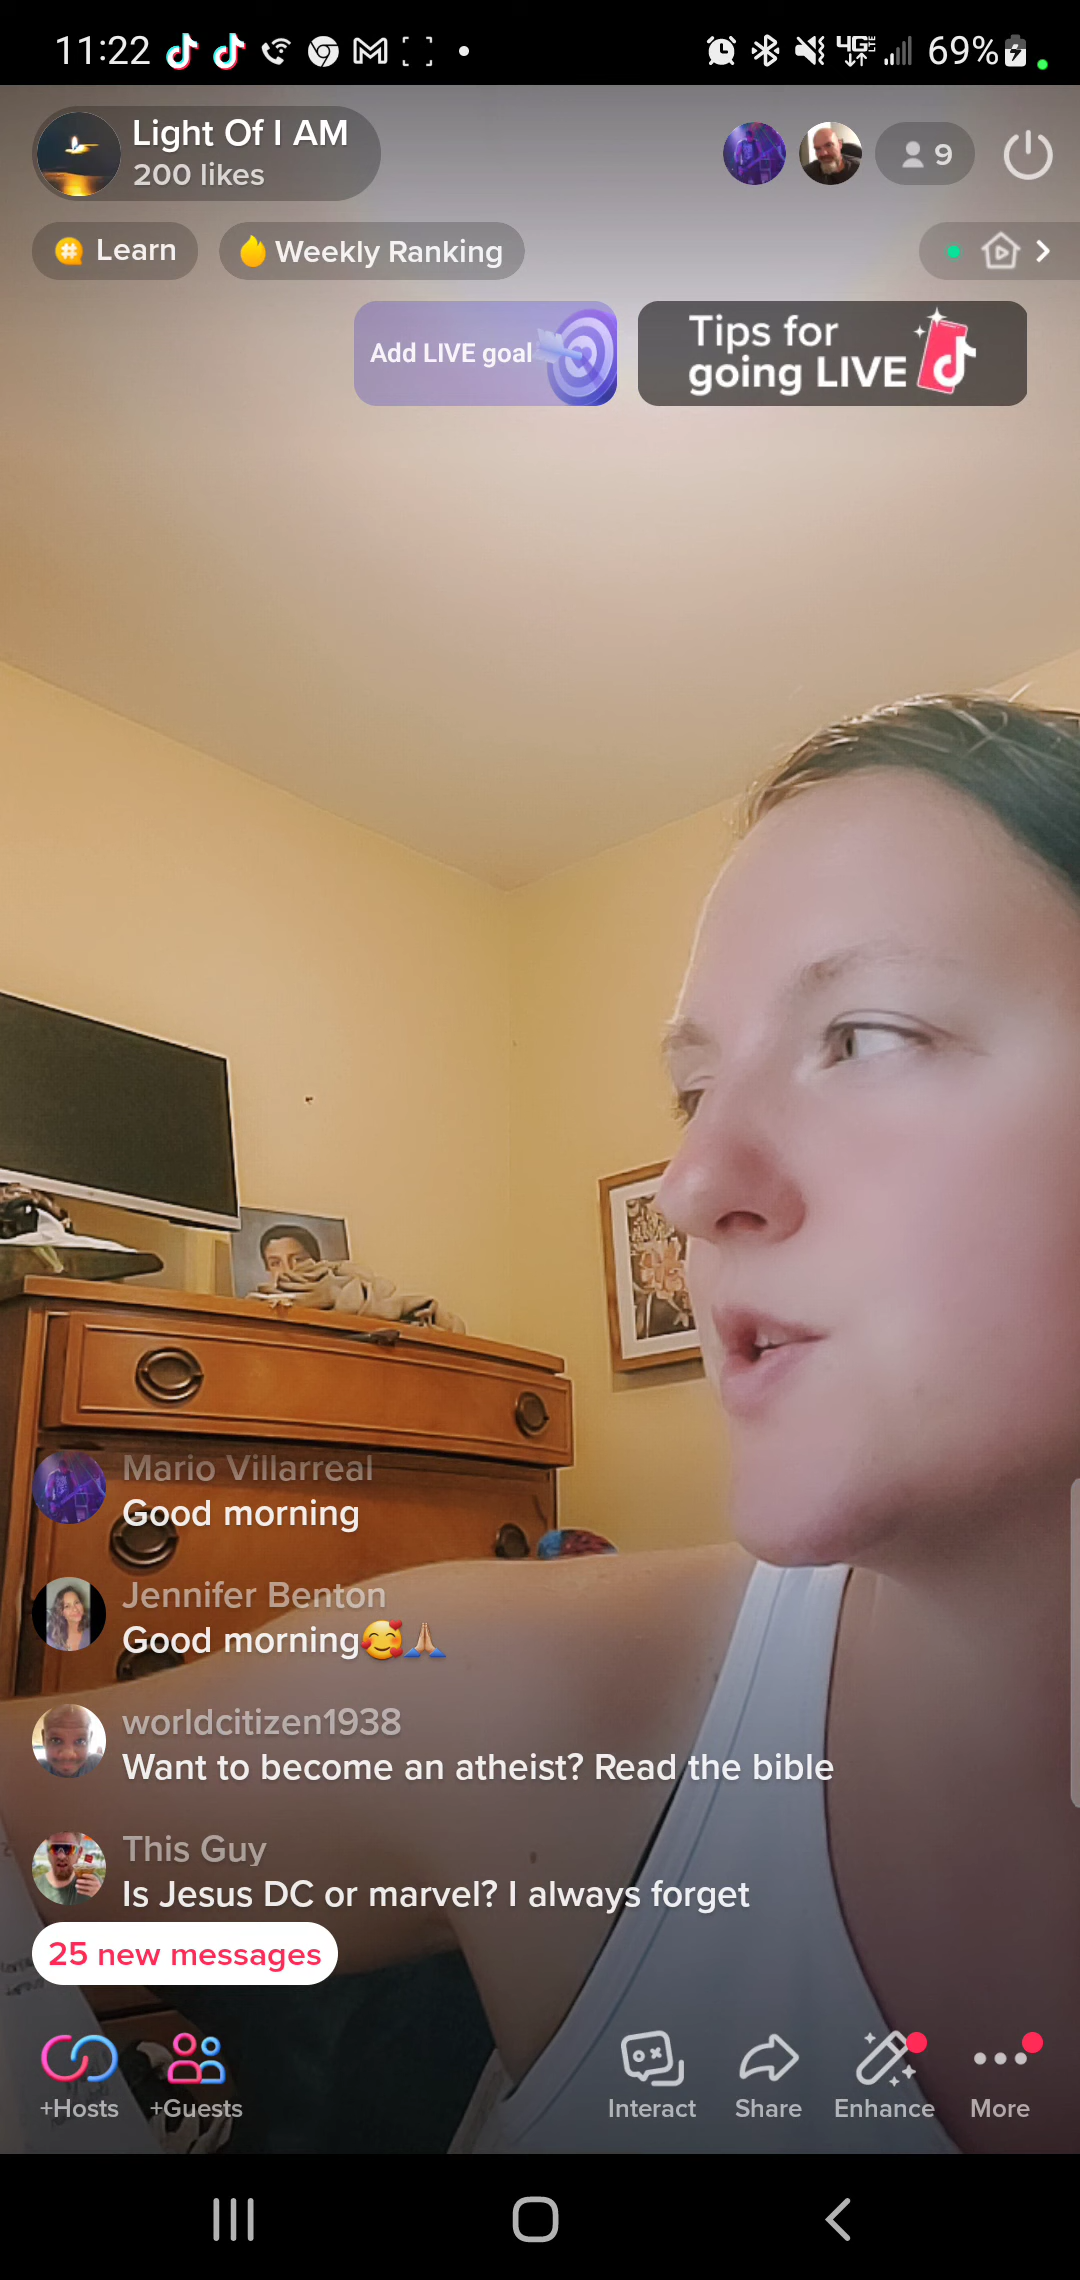 11:22
4G LTE
69%
Light Of I AM
200 likes
9
Learn
Weekly Ranking
Add LIVE goal
Tips for
going LIVE
Mario Villarreal
Good morning
Jennifer Benton
Good morning🥰🙏🏼
worldcitizen1938
Want to become an atheist? Read the bible
This Guy
Is Jesus DC or marvel? I always forget
25 new messages
+Hosts
+Guests
Interact
Share
Enhance
More